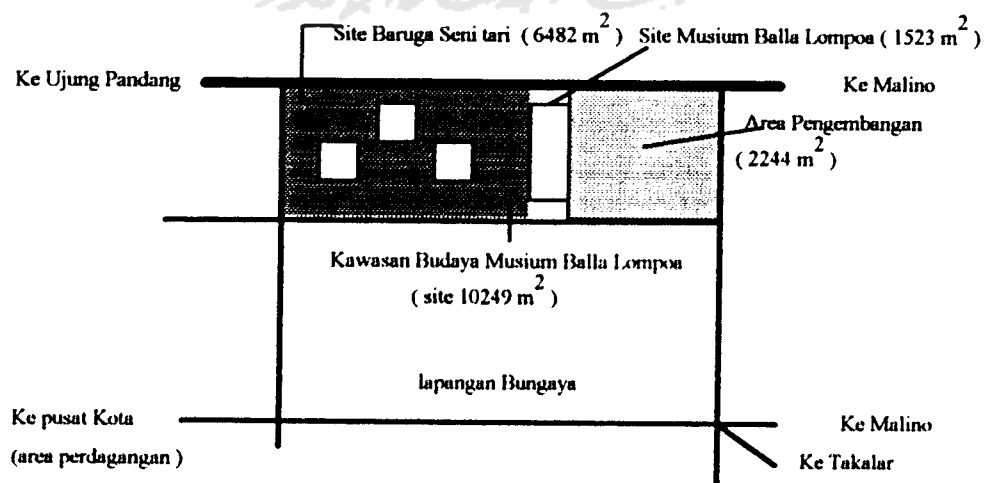 Site Baruga Seni tari ( 6482 m² ) Site Musium Balla Lompoa ( 1523 m² )
Ke Ujung Pandang
Ke Malino
Area Pengembangan
( 2244 m² )
Kawasan Budaya Musium Balla Lompoa
( site 10249 m² )
lapangan Bungaya
Ke pusat Kota
Ke Malino
(area perdagangan )
Ke Takalar